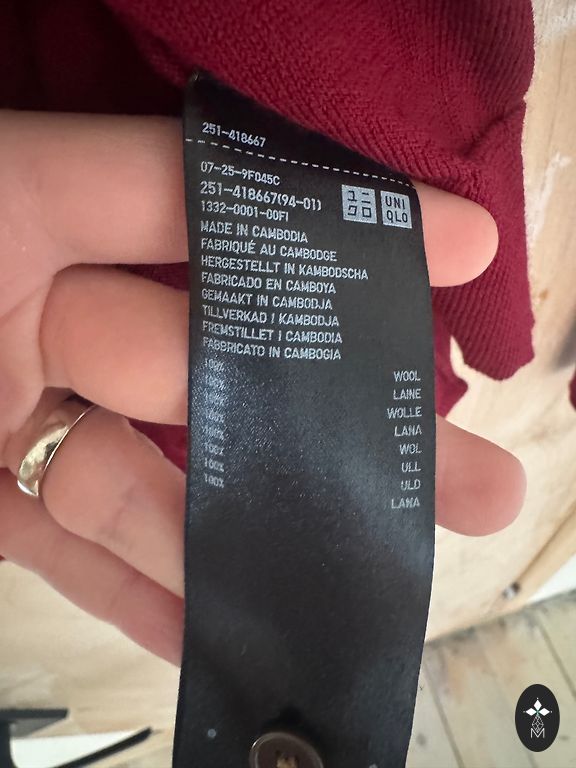 251-418667
07-25-9F045C
251-418667(94-01)
1332-0001-00FI
ユニ
クロ
UNI
QLO
MADE IN CAMBODIA
FABRIQUÉ AU CAMBODGE
HERGESTELLT IN KAMBODSCHA
FABRICADO EN CAMBOYA
GEMAAKT IN CAMBODJA
TILLVERKAD I KAMBODJA
FREMSTILLET I CAMBODIA
FABBRICATO IN CAMBOGIA
100% WOOL
100% LAINE
100% WOLLE
100% LANA
100% WOL
100% ULL
100% ULD
100% LANA
M